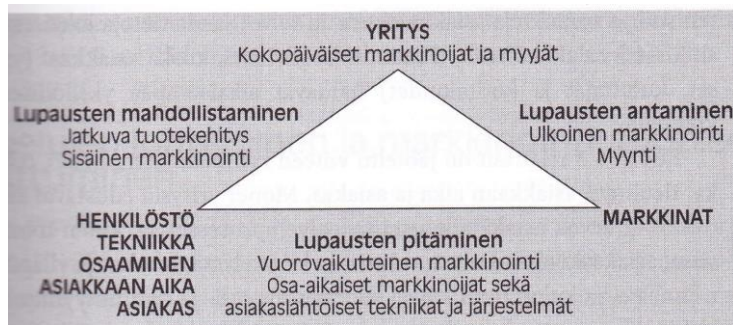 YRITYS
Kokopäiväiset markkinoijat ja myyjät
Lupausten mahdollistaminen
Jatkuva tuotekehitys
Sisäinen markkinointi
Lupausten antaminen
Ulkoinen markkinointi
Myynti
HENKILÖSTÖ
TEKNIIKKA
OSAAMINEN
ASIAKKAAN AIKA
ASIAKAS
Lupausten pitäminen
Vuorovaikutteinen markkinointi
Osa-aikaiset markkinoijat sekä
asiakaslähtöiset tekniikat ja järjestelmät
MARKKINAT